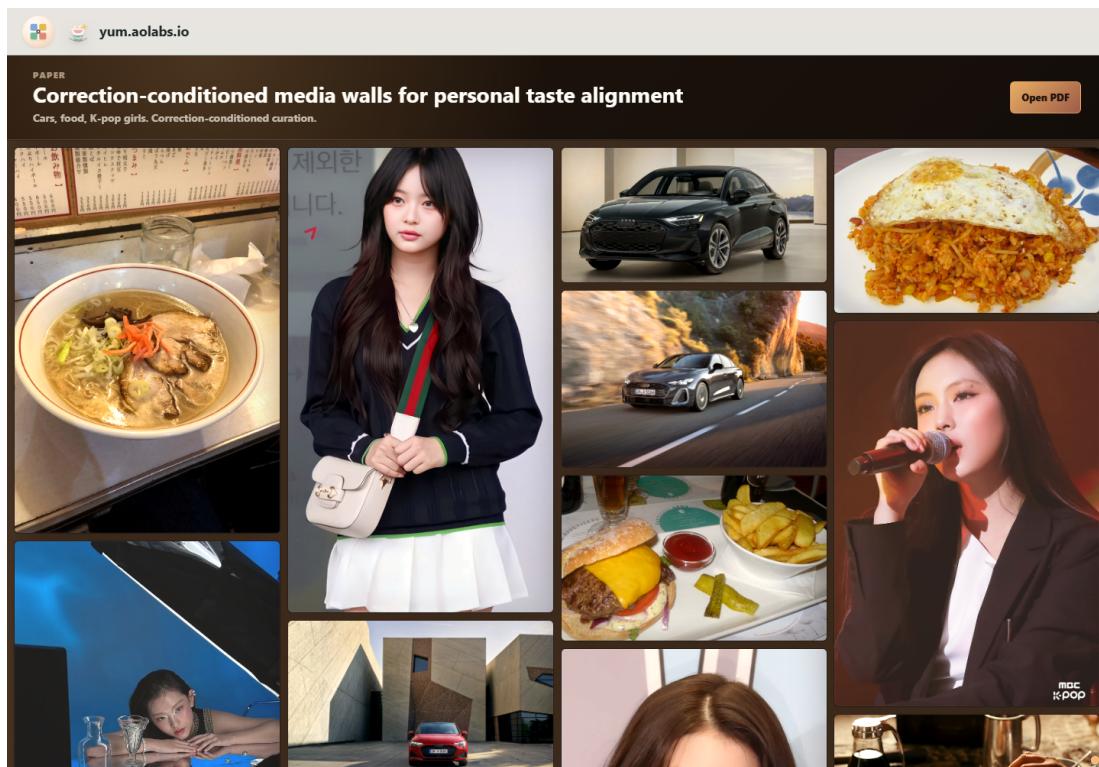 yum.aolabs.io
PAPER
Correction-conditioned media walls for personal taste alignment
Cars, food, K-pop girls. Correction-conditioned curation.
Open PDF
제외한
니다.
mbc
K-pop